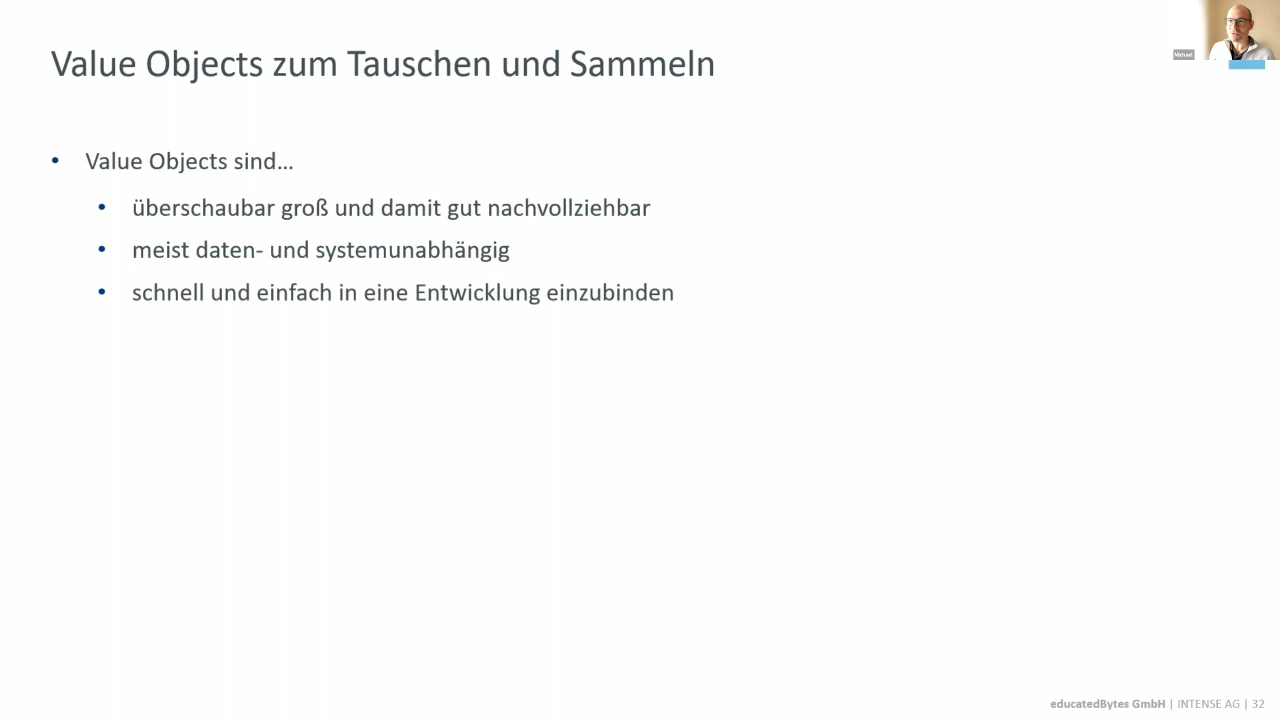 Value Objects zum Tauschen und Sammeln
Michael
• Value Objects sind…
• überschaubar groß und damit gut nachvollziehbar
• meist daten- und systemunabhängig
• schnell und einfach in eine Entwicklung einzubinden
educatedBytes GmbH | INTENSE AG | 32